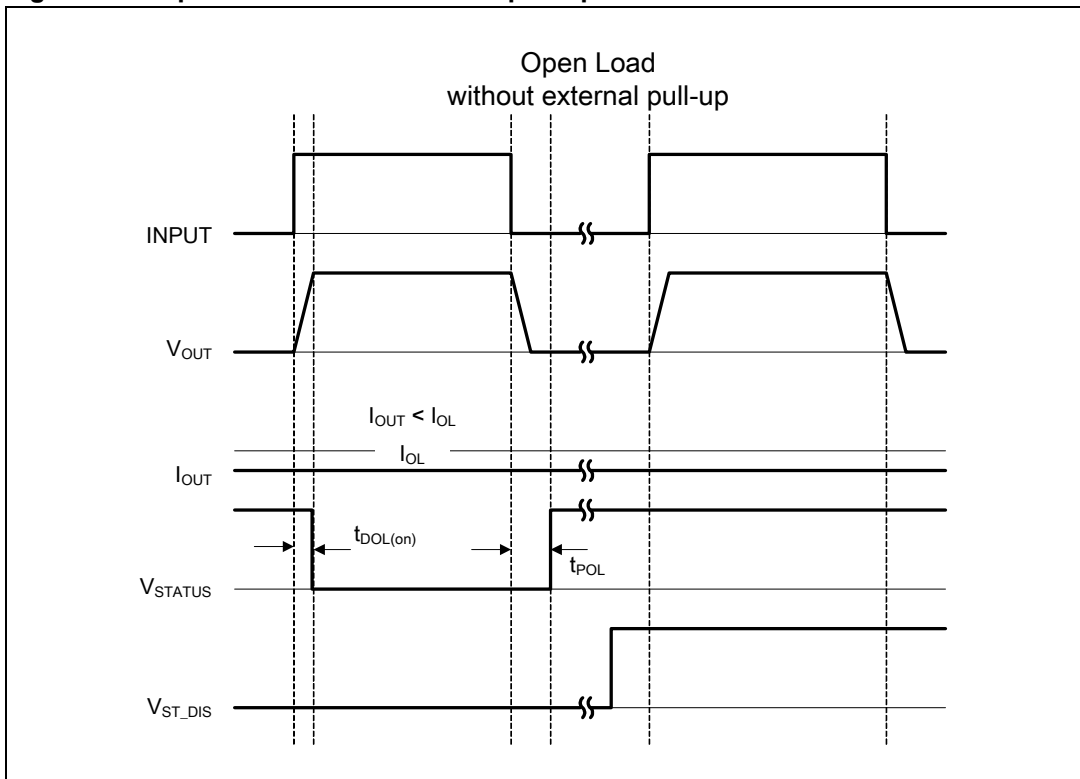 Open Load
without external pull-up
INPUT
VOUT
IOUT < IOL
IOL
IOUT
tDOL(on)
tPOL
VSTATUS
VST_DIS